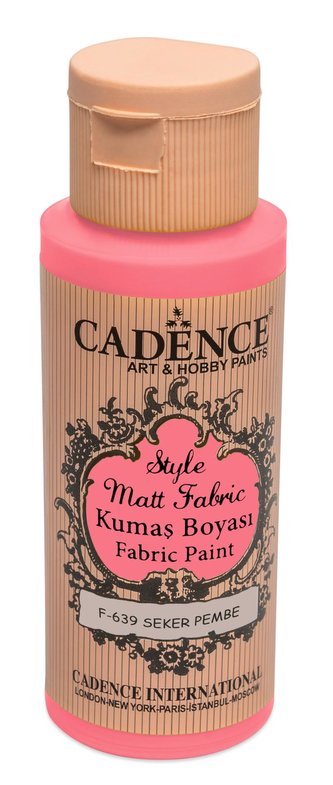 CADENCE®
ART & HOBBY PAINTS
Style
Matt Fabric
Kumaş Boyası
Fabric Paint
F-639 SEKER PEMBE
CADENCE INTERNATIONAL
LONDON-NEW YORK-PARIS-İSTANBUL-MOSCOW